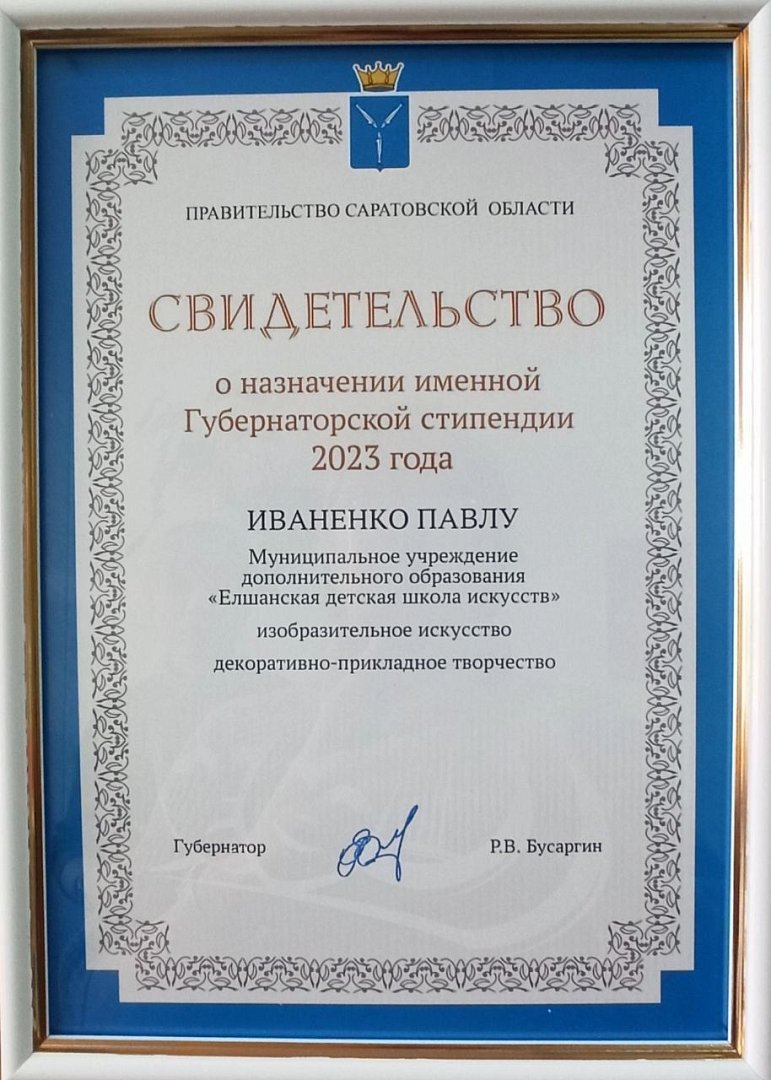 ПРАВИТЕЛЬСТВО САРАТОВСКОЙ ОБЛАСТИ
СВИДЕТЕЛЬСТВО
о назначении именной
Губернаторской стипендии
2023 года
ИВАНЕНКО ПАВЛУ
Муниципальное учреждение
дополнительного образования
«Елшанская детская школа искусств»
изобразительное искусство
декоративно-прикладное творчество
Губернатор
Р.В. Бусаргин